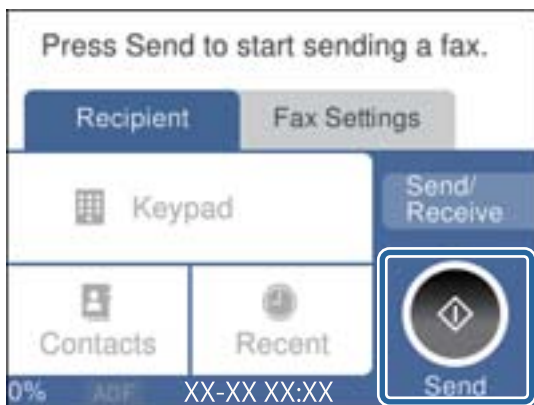 Press Send to start sending a fax.
Recipient
Fax Settings
Keypad
Send/
Receive
Contacts
Recent
0%
ADF
XX-XX XX:XX
Send